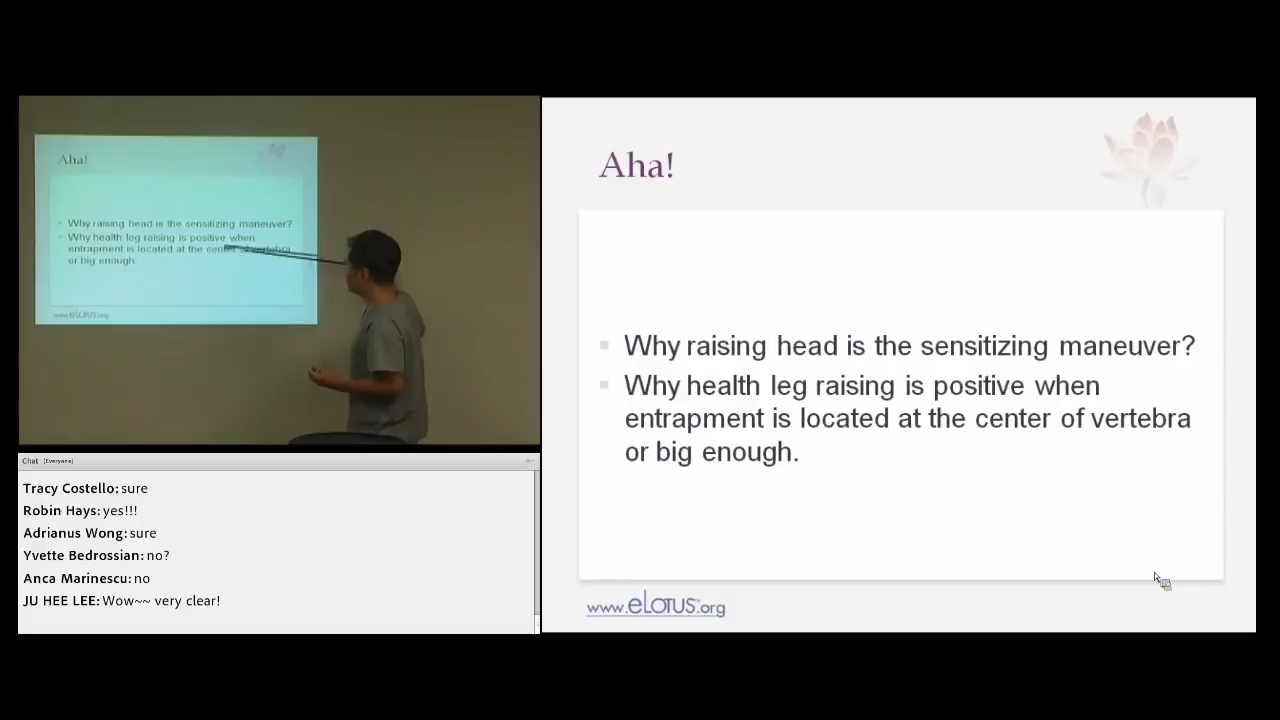 Aha!
Why raising head is the sensitizing maneuver?
Why health leg raising is positive when
entrapment is located at the center of vertebra
or big enough.
www.eLOTUS.org
Chat (Everyone)
Tracy Costello: sure
Robin Hays: yes!!!
Adrianus Wong: sure
Yvette Bedrossian: no?
Anca Marinescu: no
JU HEE LEE: Wow~~ very clear!
Aha!
Why raising head is the sensitizing maneuver?
Why health leg raising is positive when
entrapment is located at the center of vertebra
or big enough.
www.eLOTUS.org